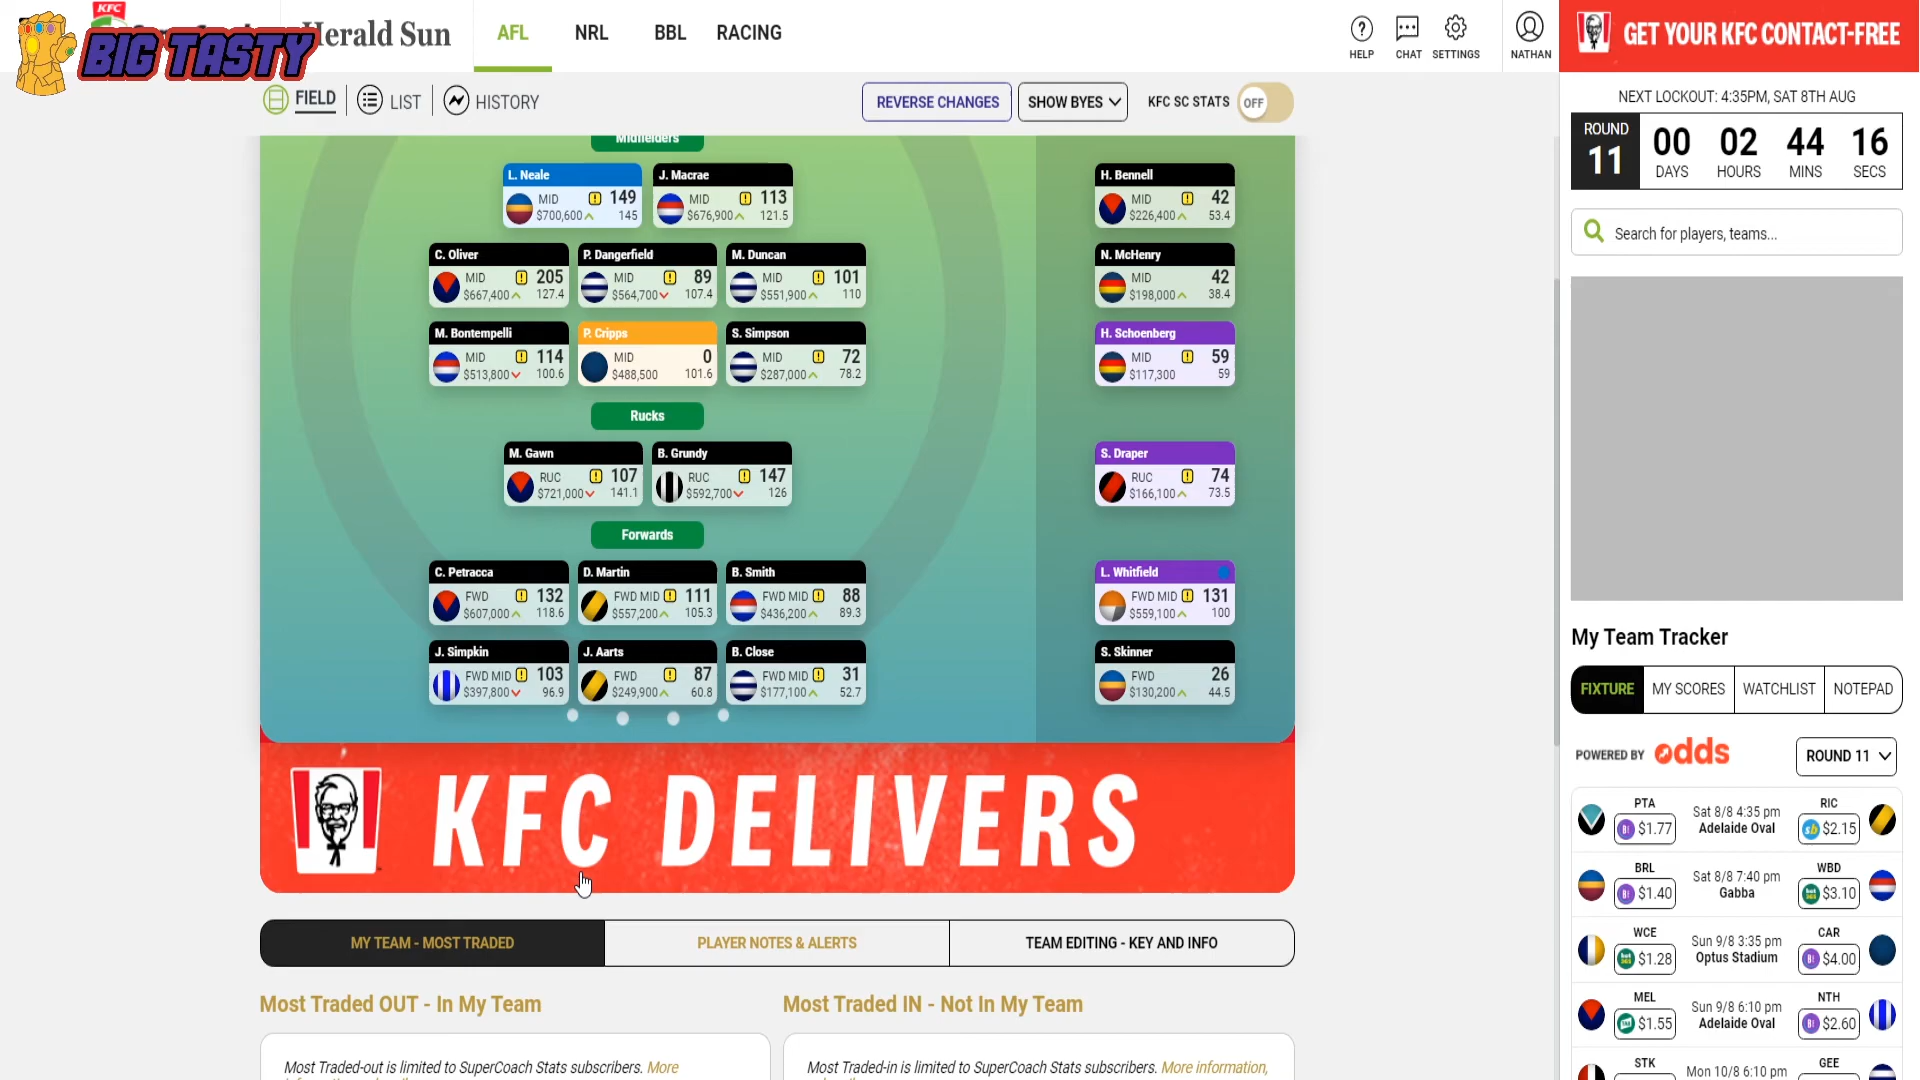 KFC
BIG TASTY
Herald Sun
AFL
NRL
BBL
RACING
HELP
CHAT
SETTINGS
NATHAN
GET YOUR KFC CONTACT-FREE
FIELD
LIST
HISTORY
REVERSE CHANGES
SHOW BYES
KFC SC STATS
OFF
NEXT LOCKOUT: 4:35PM, SAT 8TH AUG
ROUND
11
00
DAYS
02
HOURS
44
MINS
16
SECS
Search for players, teams...
Midfielders
L. Neale
MID 149
$700,600 145
J. Macrae
MID 113
$676,900 121.5
H. Bennell
MID 42
$226,400 53.4
C. Oliver
MID 205
$667,400 127.4
P. Dangerfield
MID 89
$564,700 107.4
M. Duncan
MID 101
$551,900 110
N. McHenry
MID 42
$198,000 38.4
M. Bontempelli
MID 114
$513,800 100.6
P. Cripps
MID 0
$488,500 101.6
S. Simpson
MID 72
$287,000 78.2
H. Schoenberg
MID 59
$117,300 59
Rucks
M. Gawn
RUC 107
$721,000 141.1
B. Grundy
RUC 147
$592,700 126
S. Draper
RUC 74
$166,100 73.5
Forwards
C. Petracca
FWD 132
$607,000 118.6
D. Martin
FWD MID 111
$557,200 105.3
B. Smith
FWD MID 88
$436,200 89.3
L. Whitfield
FWD MID 131
$559,100 100
J. Simpkin
FWD MID 103
$397,800 96.9
J. Aarts
FWD 87
$249,900 60.8
B. Close
FWD MID 31
$177,100 52.7
S. Skinner
FWD 26
$130,200 44.5
KFC DELIVERS
MY TEAM - MOST TRADED
PLAYER NOTES & ALERTS
TEAM EDITING - KEY AND INFO
Most Traded OUT - In My Team
Most Traded IN - Not In My Team
Most Traded-out is limited to SuperCoach Stats subscribers. More
Most Traded-in is limited to SuperCoach Stats subscribers. More information,
My Team Tracker
FIXTURE
MY SCORES
WATCHLIST
NOTEPAD
POWERED BY odds
ROUND 11
PTA
$1.77
Sat 8/8 4:35 pm
Adelaide Oval
RIC
$2.15
BRL
$1.40
Sat 8/8 7:40 pm
Gabba
WBD
$3.10
WCE
$1.28
Sun 9/8 3:35 pm
Optus Stadium
CAR
$4.00
MEL
$1.55
Sun 9/8 6:10 pm
Adelaide Oval
NTH
$2.60
STK
Mon 10/8 6:10 pm
GEE